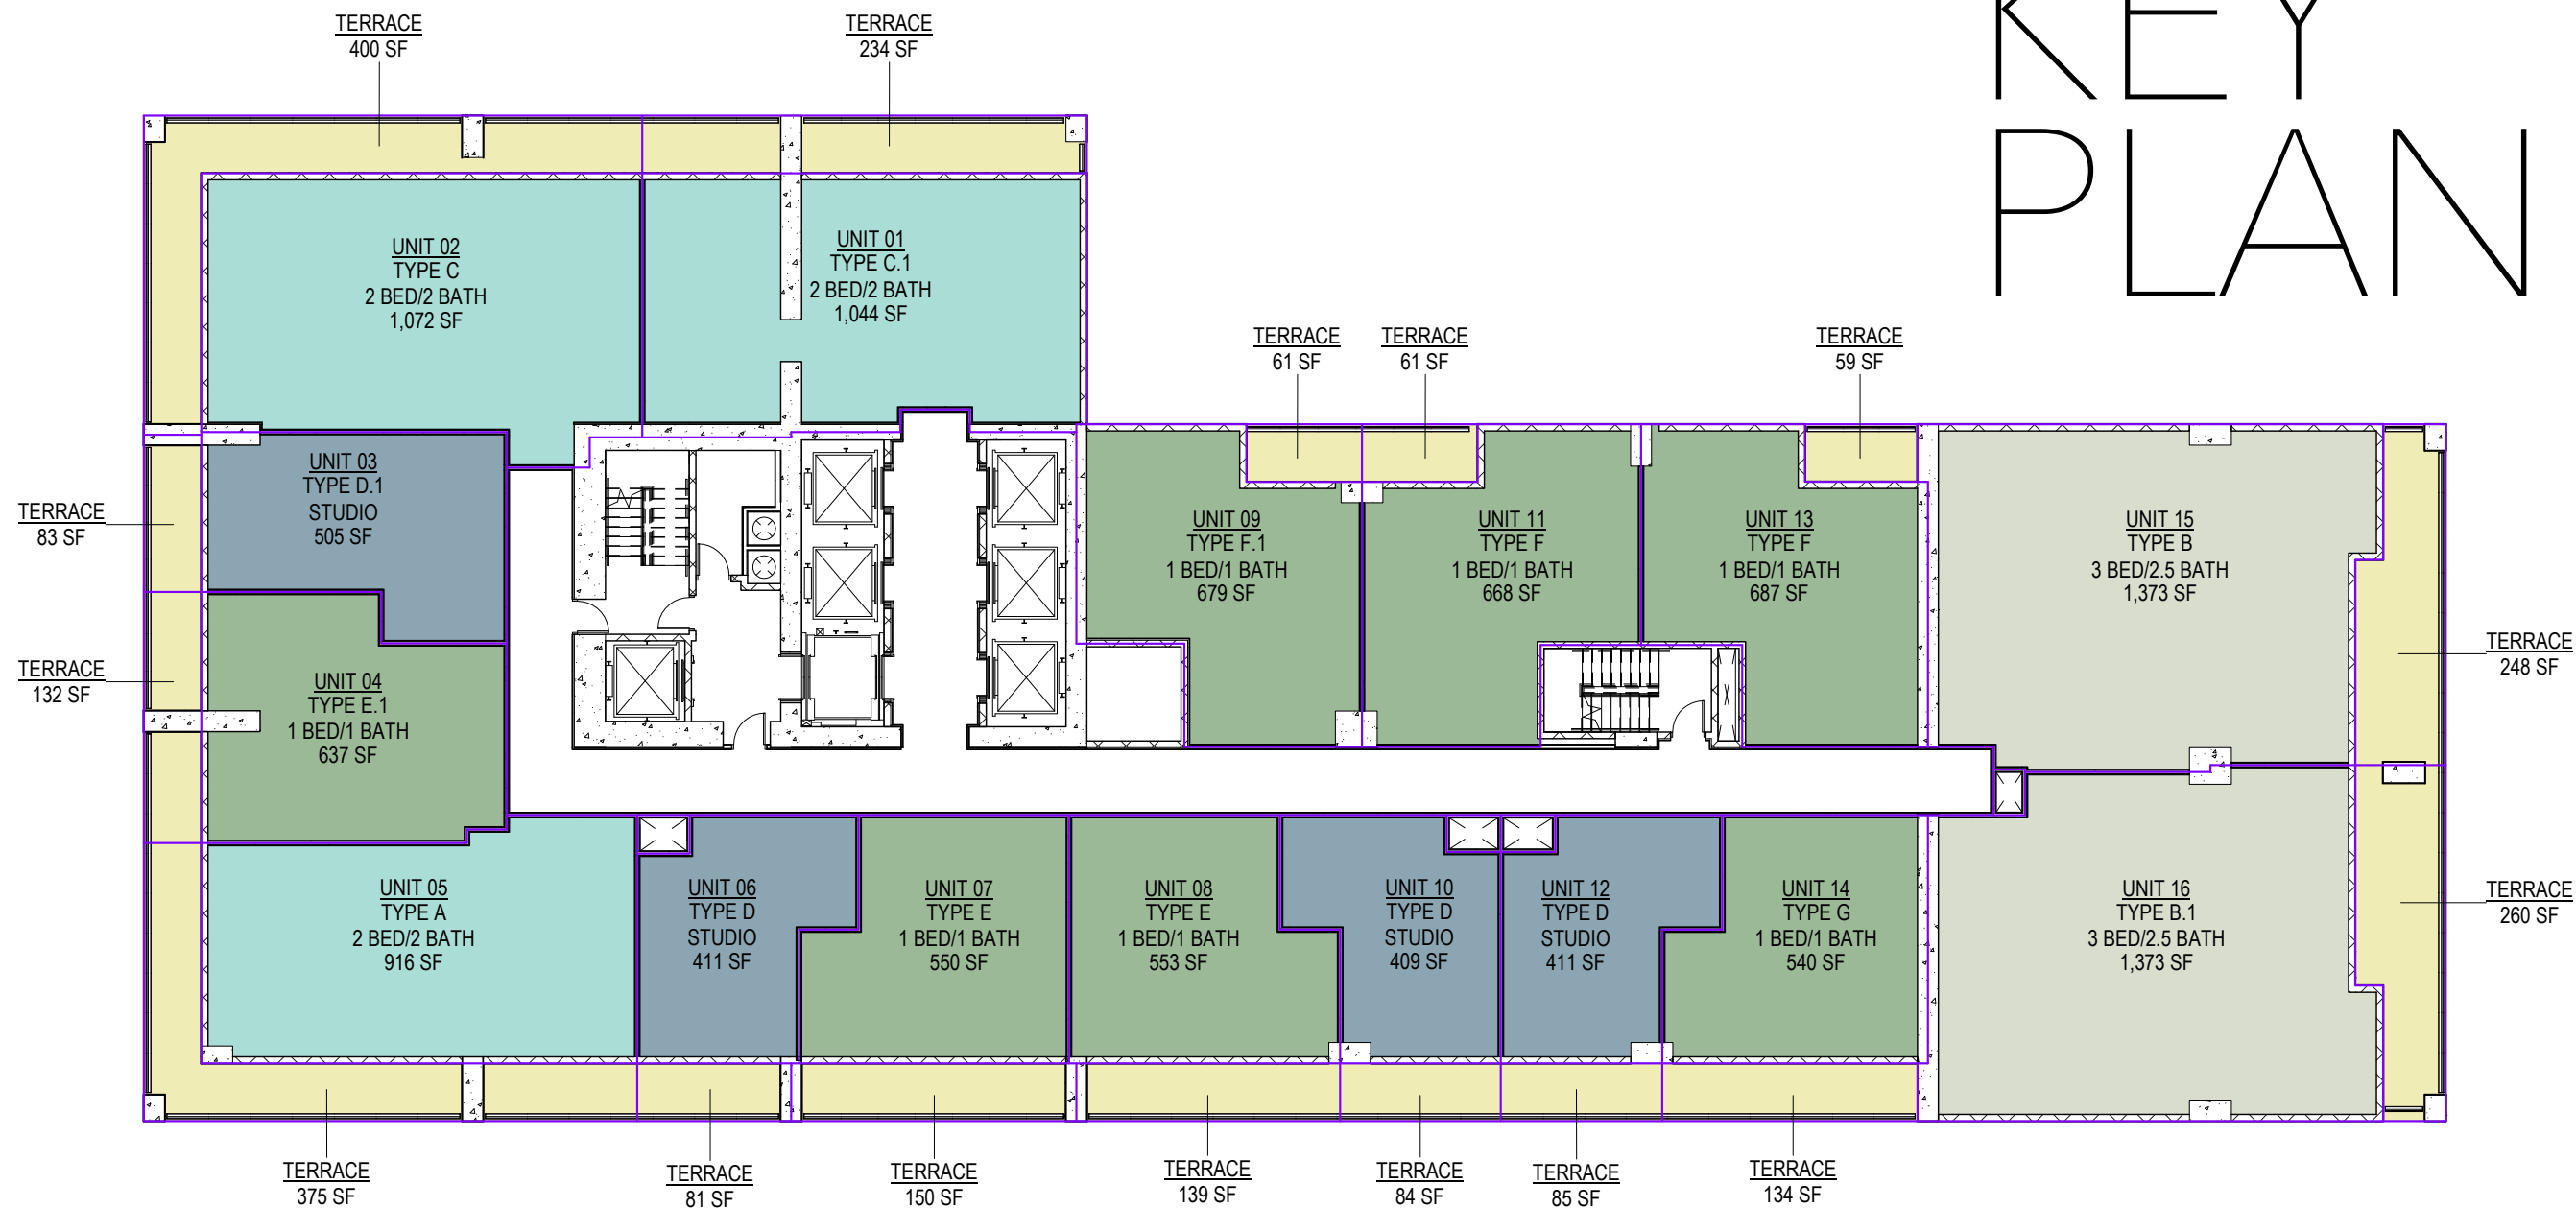 KEY
PLAN
TERRACE
400 SF
TERRACE
234 SF
UNIT 02
TYPE C
2 BED/2 BATH
1,072 SF
UNIT 01
TYPE C.1
2 BED/2 BATH
1,044 SF
TERRACE
61 SF
TERRACE
61 SF
TERRACE
59 SF
UNIT 03
TYPE D.1
STUDIO
505 SF
TERRACE
83 SF
UNIT 09
TYPE F.1
1 BED/1 BATH
679 SF
UNIT 11
TYPE F
1 BED/1 BATH
668 SF
UNIT 13
TYPE F
1 BED/1 BATH
687 SF
UNIT 15
TYPE B
3 BED/2.5 BATH
1,373 SF
TERRACE
248 SF
TERRACE
132 SF
UNIT 04
TYPE E.1
1 BED/1 BATH
637 SF
UNIT 05
TYPE A
2 BED/2 BATH
916 SF
UNIT 06
TYPE D
STUDIO
411 SF
UNIT 07
TYPE E
1 BED/1 BATH
550 SF
UNIT 08
TYPE E
1 BED/1 BATH
553 SF
UNIT 10
TYPE D
STUDIO
409 SF
UNIT 12
TYPE D
STUDIO
411 SF
UNIT 14
TYPE G
1 BED/1 BATH
540 SF
UNIT 16
TYPE B.1
3 BED/2.5 BATH
1,373 SF
TERRACE
260 SF
TERRACE
375 SF
TERRACE
81 SF
TERRACE
150 SF
TERRACE
139 SF
TERRACE
84 SF
TERRACE
85 SF
TERRACE
134 SF